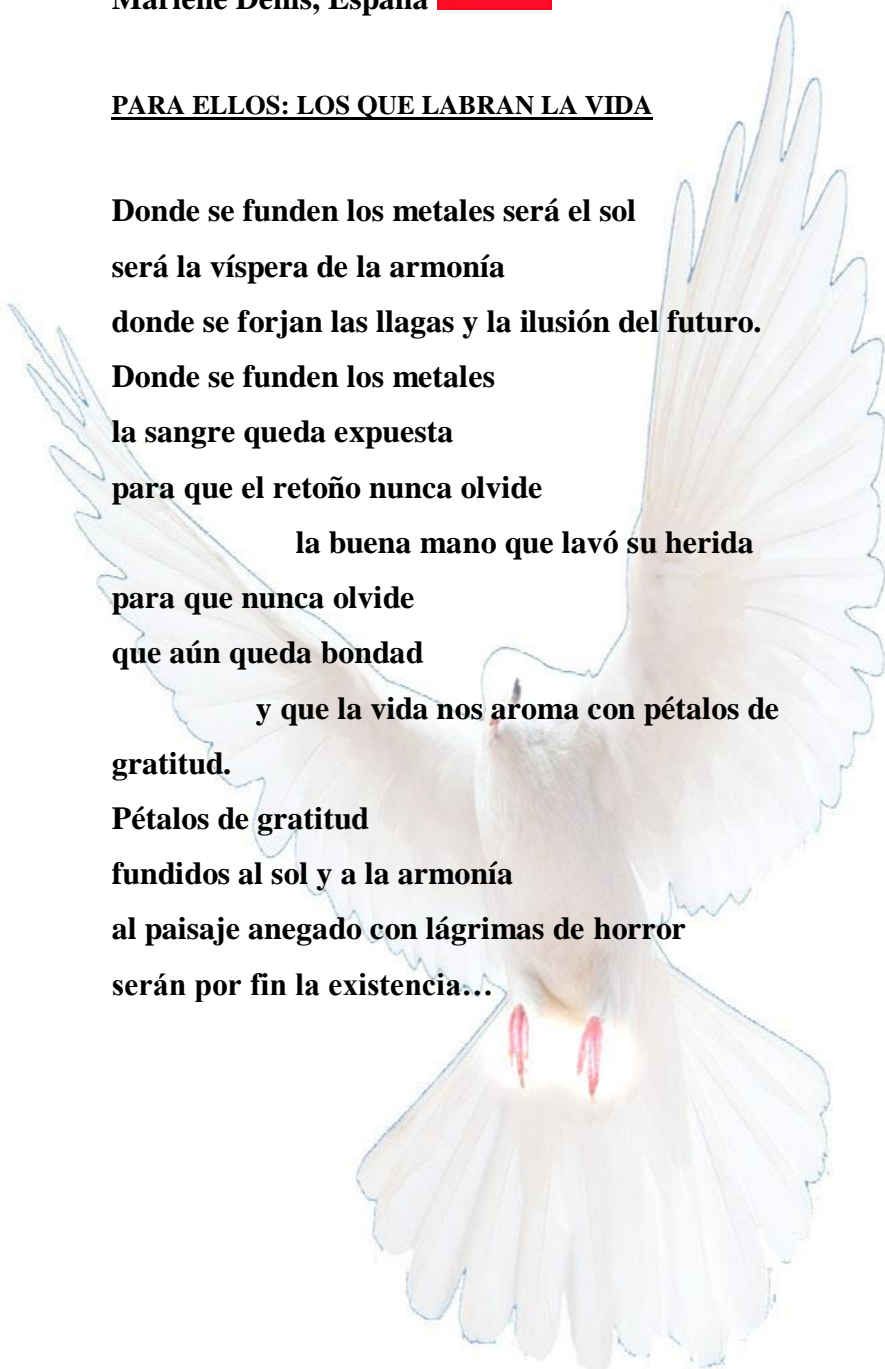 Marlene Denis, España
PARA ELLOS: LOS QUE LABRAN LA VIDA
Donde se funden los metales será el sol
será la víspera de la armonía
donde se forjan las llagas y la ilusión del futuro.
Donde se funden los metales
la sangre queda expuesta
para que el retoño nunca olvide
la buena mano que lavó su herida
para que nunca olvide
que aún queda bondad
y que la vida nos aroma con pétalos de
gratitud.
Pétalos de gratitud
fundidos al sol y a la armonía
al paisaje anegado con lágrimas de horror
serán por fin la existencia…